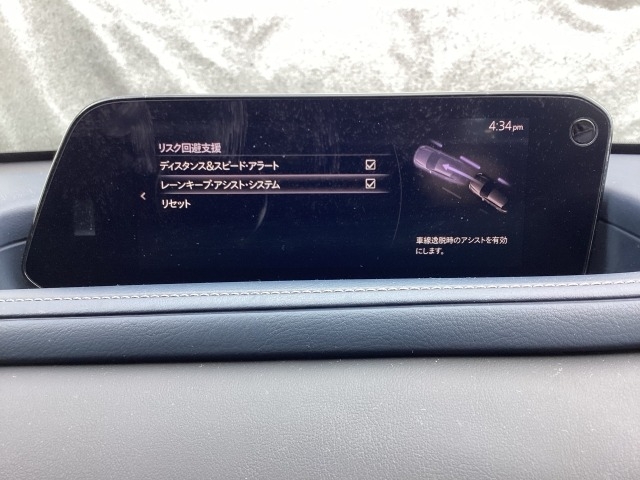 4:34pm
リスク回避支援
ディスタンス&スピード・アラート
レーンキープ・アシスト・システム
リセット
車線逸脱時のアシストを有効
にします。